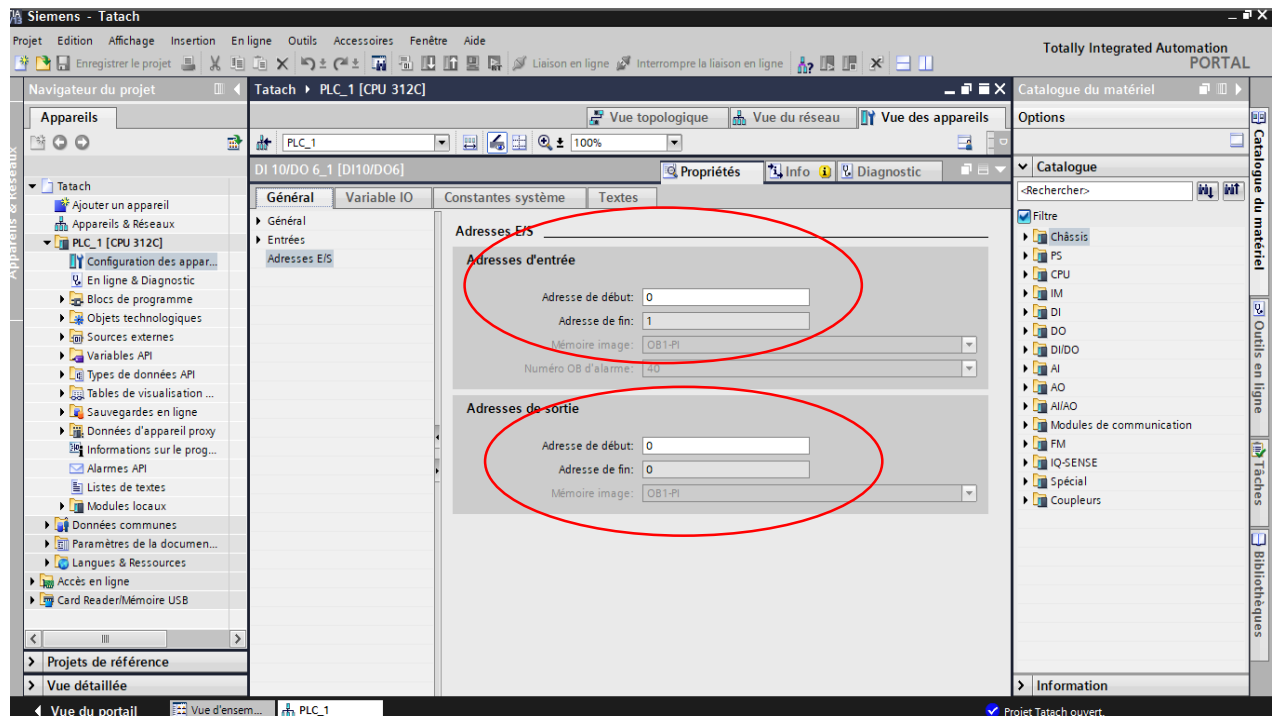 Siemens - Tatach
Projet Edition Affichage Insertion En ligne Outils Accessoires Fenêtre Aide
Totally Integrated Automation
PORTAL
Enregistrer le projet
Liaison en ligne
Interrompre la liaison en ligne
Navigateur du projet
Appareils
Tatach
Ajouter un appareil
Appareils & Réseaux
PLC_1 [CPU 312C]
Configuration des appar...
En ligne & Diagnostic
Blocs de programme
Objets technologiques
Sources externes
Variables API
Types de données API
Tables de visualisation ...
Sauvegardes en ligne
Données d'appareil proxy
Informations sur le prog...
Alarmes API
Listes de textes
Modules locaux
Données communes
Paramètres de la documen...
Langues & Ressources
Accès en ligne
Card Reader/Mémoire USB
Projets de référence
Vue détaillée
Tatach PLC_1 [CPU 312C]
Vue topologique Vue du réseau Vue des appareils
PLC_1
100%
DI 10/DO 6_1 [DI10/DO6]
Propriétés Info Diagnostic
Général Variable IO Constantes système Textes
Général
Entrées
Adresses E/S
Adresses E/S
Adresses d'entrée
Adresse de début: 0
Adresse de fin: 1
Mémoire image: OB1-PI
Numéro OB d'alarme: 40
Adresses de sortie
Adresse de début: 0
Adresse de fin: 0
Mémoire image: OB1-PI
Catalogue du matériel
Options
Catalogue
<Rechercher>
Filtre
Châssis
PS
CPU
IM
DI
DO
DI/DO
AI
AO
AI/AO
Modules de communication
FM
IQ-SENSE
Spécial
Coupleurs
Information
Catalogue du matériel
Outils en ligne
Tâches
Bibliothèques
Vue du portail
Vue d'ensem...
PLC_1
Projet Tatach ouvert.